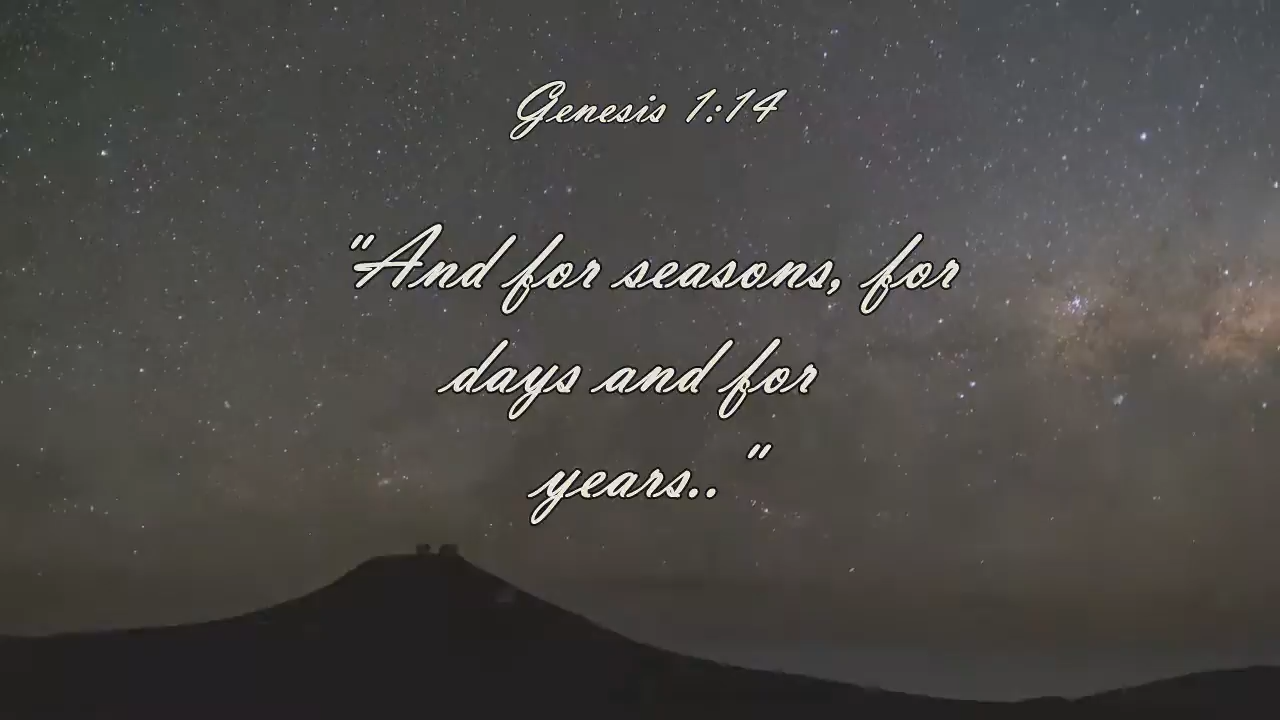 Genesis 1:14
"And for seasons, for
days and for
years.."